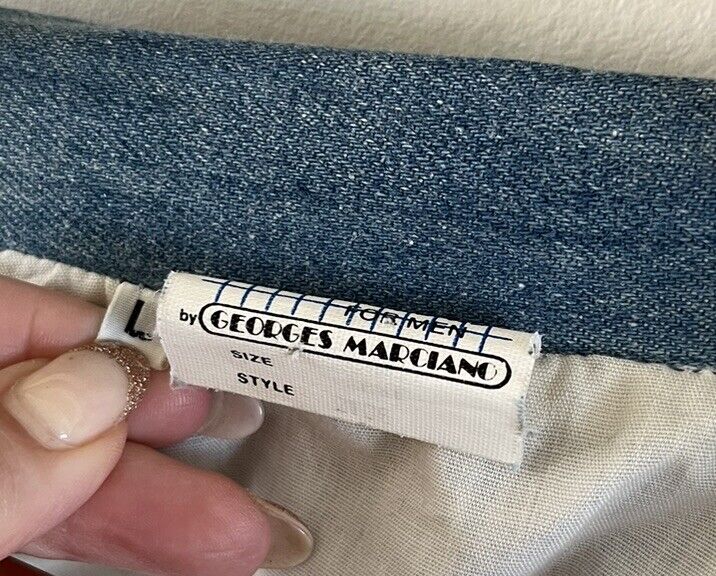 L
FOR MEN
by GEORGES MARCIANO
SIZE
STYLE